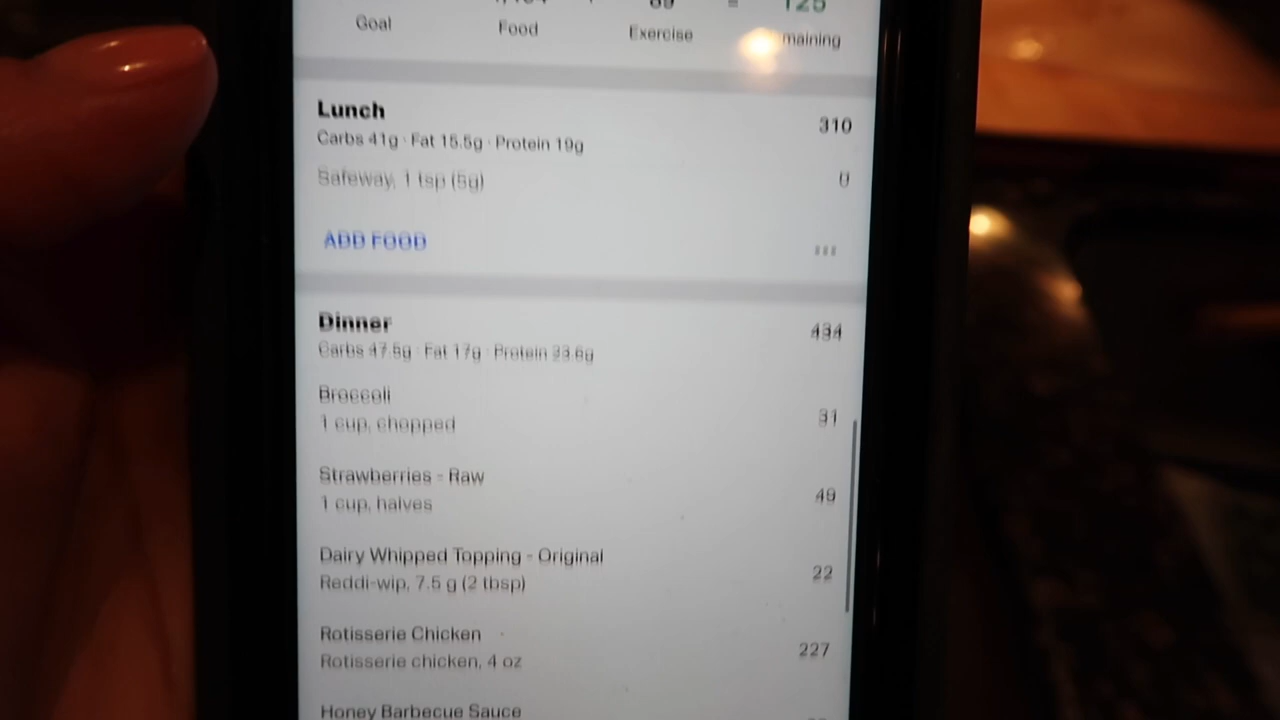 Goal Food Exercise
125
Lunch 310
Carbs 41g · Fat 15.5g · Protein 19g
Safeway, 1 tsp (5g) 0
ADD FOOD
Dinner 434
Carbs 47.5g · Fat 17g · Protein 23.6g
Broccoli 31
1 cup, chopped
Strawberries - Raw 49
1 cup, halves
Dairy Whipped Topping - Original 22
Reddi-wip, 7.5 g (2 tbsp)
Rotisserie Chicken 227
Rotisserie chicken, 4 oz
Honey Barbecue Sauce